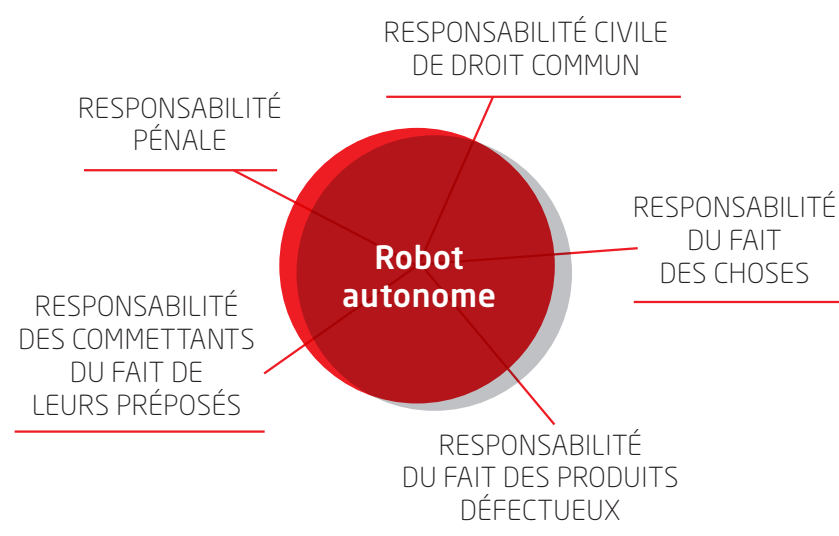 RESPONSABILITÉ CIVILE
DE DROIT COMMUN
RESPONSABILITÉ
PÉNALE
RESPONSABILITÉ
DU FAIT
DES CHOSES
Robot
autonome
RESPONSABILITÉ
DES COMMETTANTS
DU FAIT DE
LEURS PRÉPOSÉS
RESPONSABILITÉ
DU FAIT DES PRODUITS
DÉFECTUEUX